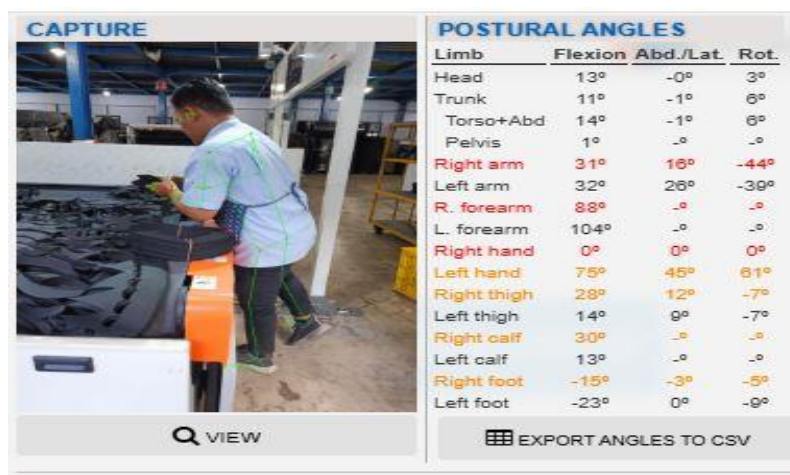 CAPTURE
POSTURAL ANGLES
Limb Flexion Abd./Lat. Rot.
Head 13º -0º 3º
Trunk 11º -1º 6º
Torso+Abd 14º -1º 6º
Pelvis 1º -º -º
Right arm 31º 16º -44º
Left arm 32º 26º -39º
R. forearm 88º -º -º
L. forearm 104º -º -º
Right hand 0º 0º 0º
Left hand 75º 45º 61º
Right thigh 28º 12º -7º
Left thigh 14º 9º -7º
Right calf 30º -º -º
Left calf 13º -º -º
Right foot -15º -3º -5º
Left foot -23º 0º -9º
VIEW
EXPORT ANGLES TO CSV